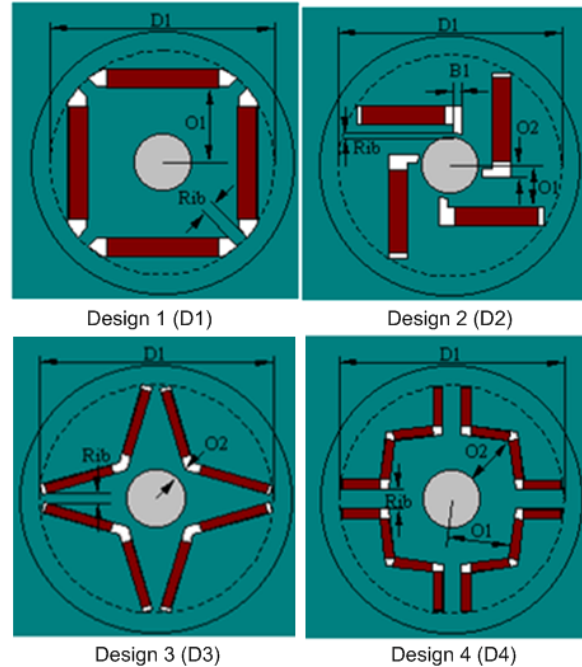 D1
O1
Rib
Design 1 (D1)
D1
B1
O2
Rib
O1
Design 2 (D2)
D1
O2
Rib
Design 3 (D3)
D1
O2
Rib
O1
Design 4 (D4)